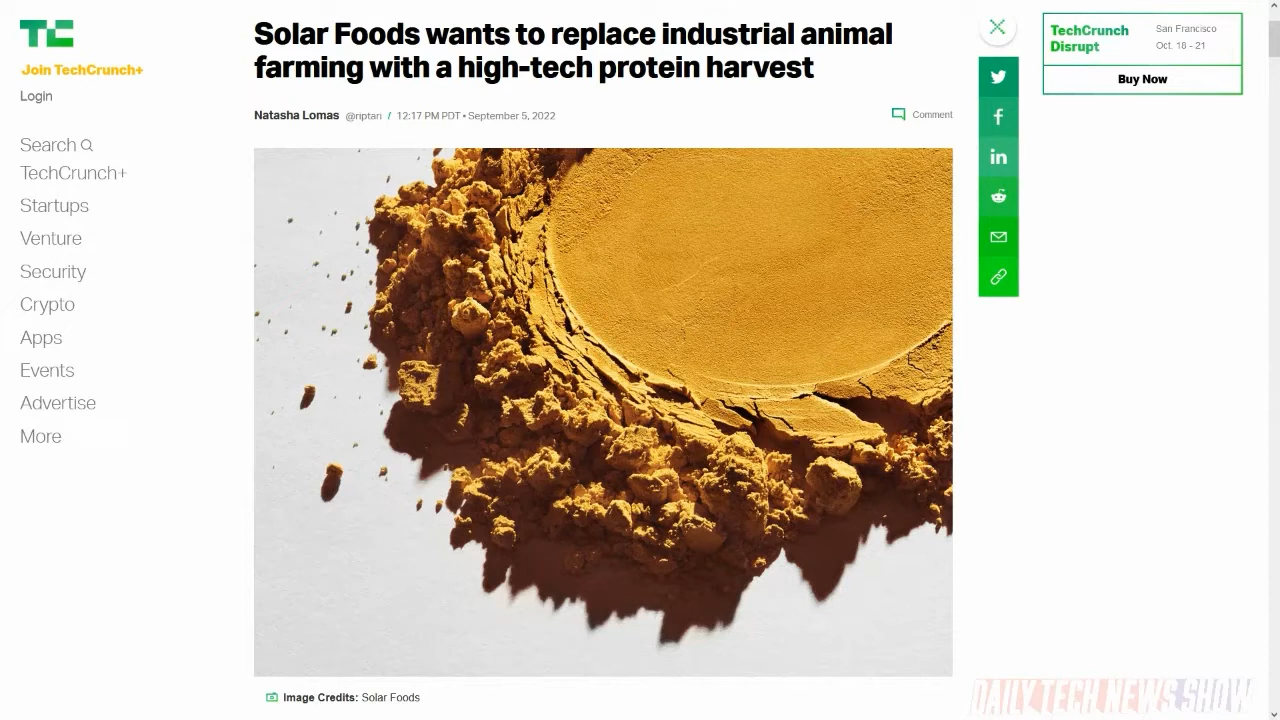 TC
Join TechCrunch+
Login
Search
TechCrunch+
Startups
Venture
Security
Crypto
Apps
Events
Advertise
More
Solar Foods wants to replace industrial animal
farming with a high-tech protein harvest
Natasha Lomas @riptari / 12:17 PM PDT • September 5, 2022
Comment
Image Credits: Solar Foods
TechCrunch
Disrupt
San Francisco
Oct. 18 - 21
Buy Now
DAILY TECH NEWS SHOW